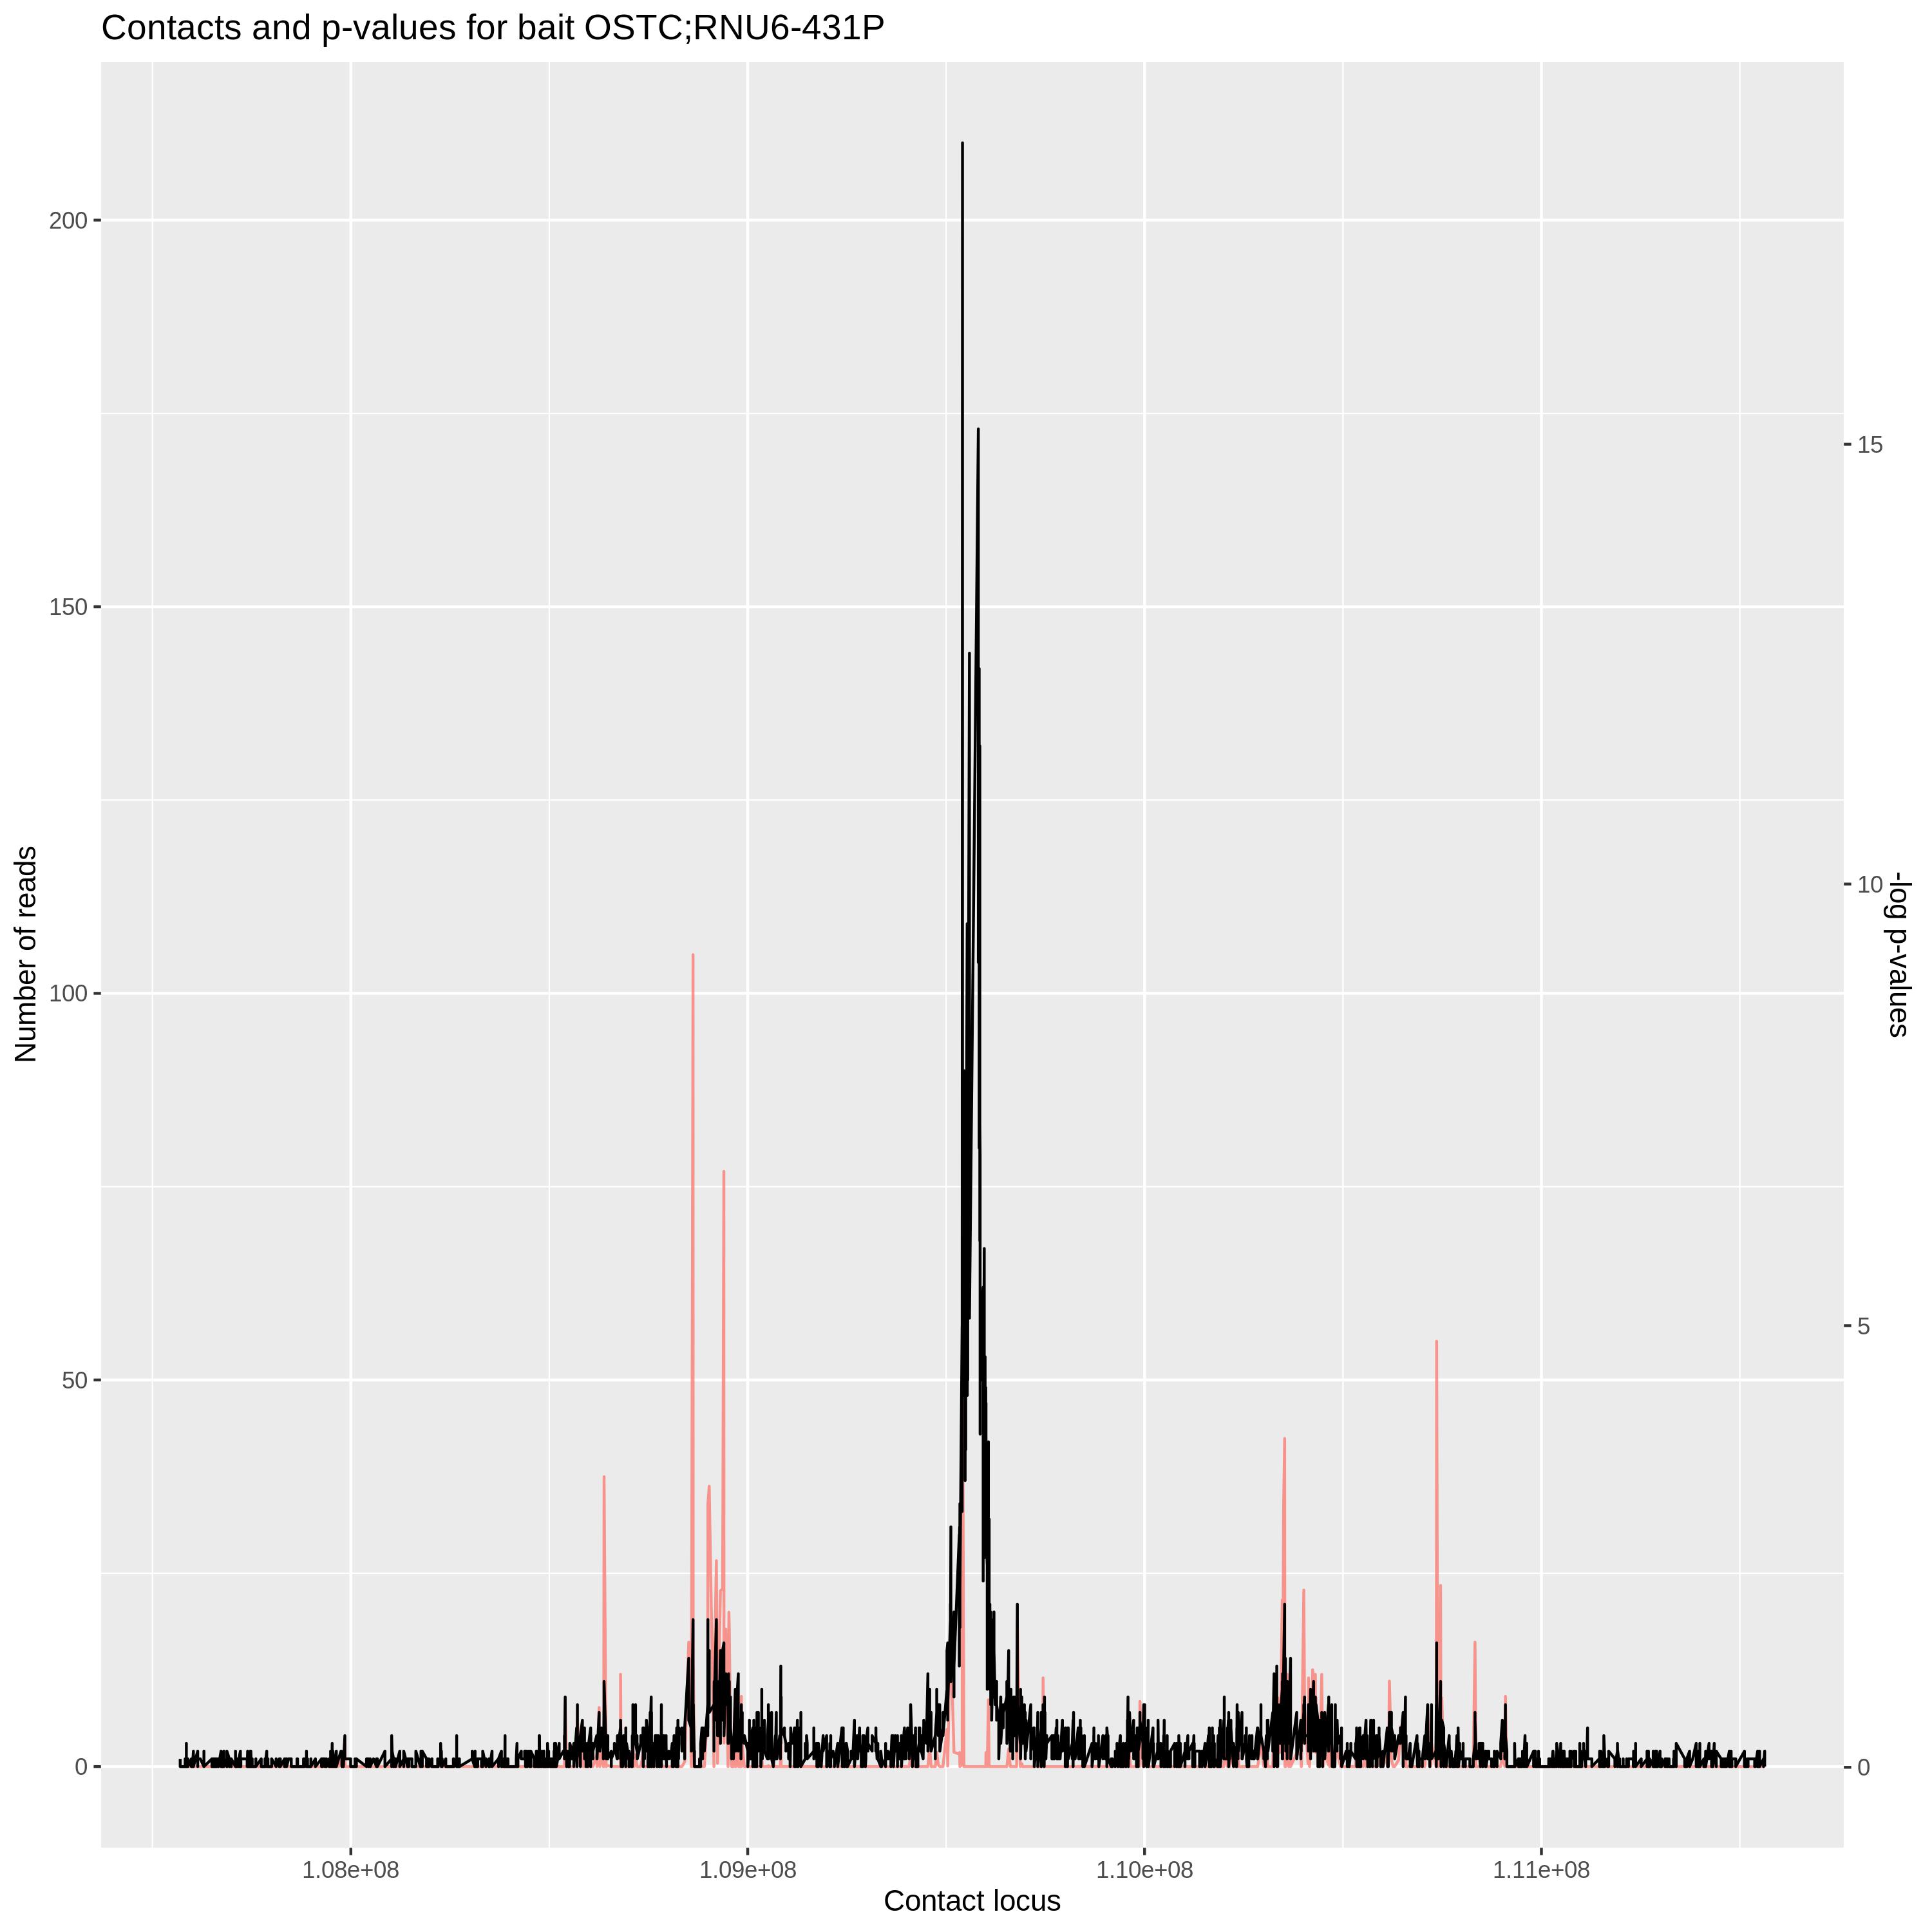 Contacts and p-values for bait OSTC;RNU6-431P
Number of reads
200
150
100
50
0
15
10
5
0
-log p-values
1.08e+08
1.09e+08
1.10e+08
1.11e+08
Contact locus